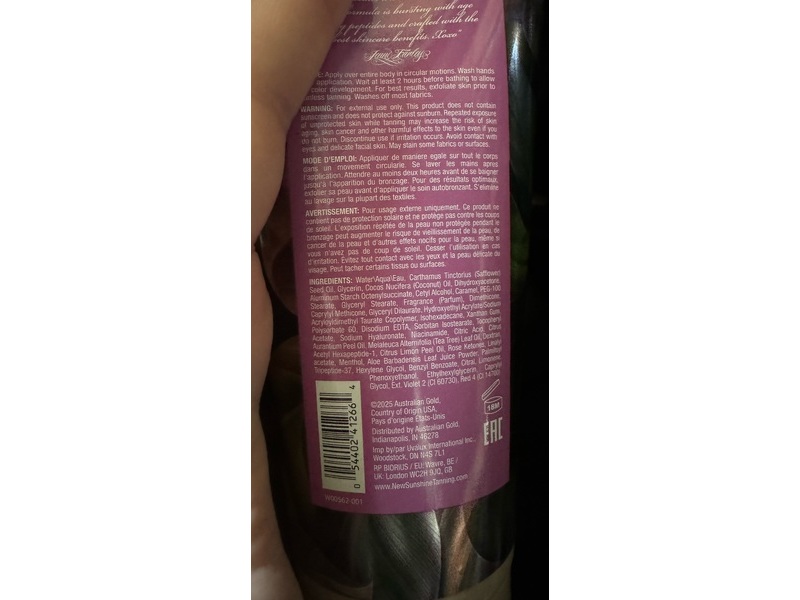 formula is bursting with age
peptides and crafted with the
skincare benefits. Xoxo"
Apply over entire body in circular motions. Wash hands
application. Wait at least 2 hours before bathing to allow
color development. For best results, exfoliate skin prior to
tanning. Washes off most fabrics.
WARNING: For external use only. This product does not contain
sunscreen and does not protect against sunburn. Repeated exposure
of unprotected skin while tanning may increase the risk of skin
aging, skin cancer and other harmful effects to the skin even if you
do not burn. Discontinue use if irritation occurs. Avoid contact with
eyes and delicate facial skin. May stain some fabrics or surfaces.
MODE D'EMPLOI: Appliquer de maniere egale sur tout le corps
dans un mouvement circularie. Se laver les mains après
l'application. Attendre au moins deux heures avant de se baigner
jusqu'à l'apparition du bronzage. Pour des résultats optimaux,
exfolier sa peau avant d'appliquer le soin autobronzant. S'élimine
au lavage sur la plupart des textiles.
AVERTISSEMENT: Pour usage externe uniquement. Ce produit ne
contient pas de protection solaire et ne protège pas contre les coups
de soleil. L'exposition répétée de la peau non protégée pendant le
bronzage peut augmenter le risque de vieillissement de la peau, de
cancer de la peau et d'autres effets nocifs pour la peau, même si
vous n'avez pas de coup de soleil. Cesser l'utilisation en cas
d'irritation. Évitez tout contact avec les yeux et la peau délicate du
visage. Peut tacher certains tissus ou surfaces.
INGREDIENTS: Water\Aqua\Eau, Carthamus Tinctorius (Safflower)
Seed Oil, Glycerin, Cocos Nucifera (Coconut) Oil, Dihydroxyacetone,
Aluminum Starch Octenylsuccinate, Cetyl Alcohol, Caramel, PEG-100
Stearate, Glyceryl Stearate, Fragrance (Parfum), Dimethicone,
Caprylyl Methicone, Glyceryl Dilaurate, Hydroxyethyl Acrylate/Sodium
Acryloyldimethyl Taurate Copolymer, Isohexadecane, Xanthan Gum,
Polysorbate 60, Disodium EDTA, Sorbitan Isostearate, Tocopheryl
Acetate, Sodium Hyaluronate, Niacinamide, Citric Acid, Citrus
Aurantium Peel Oil, Melaleuca Alternifolia (Tea Tree) Leaf Oil, Dextran,
Acetyl Hexapeptide-1, Citrus Limon Peel Oil, Rose Ketones, Linalyl
acetate, Menthol, Aloe Barbadensis Leaf Juice Powder, Palmitoyl
Tripeptide-37, Hexylene Glycol, Benzyl Benzoate, Citral, Limonene,
Phenoxyethanol, Ethylhexylglycerin, Caprylyl
Glycol, Ext. Violet 2 (CI 60730), Red 4 (CI 14700)
©2025 Australian Gold,
Country of Origin USA,
Pays d'origine États-Unis
Distributed by Australian Gold,
Indianapolis, IN 46278
Imp by/par Uvalux International Inc.,
Woodstock, ON N4S 7L1
RP BIORIUS / EU: Wavre, BE /
UK: London WC2H 9JQ, GB
www.NewSunshineTanning.com
18M
EAC
0 54402 41266 4
W00562-001